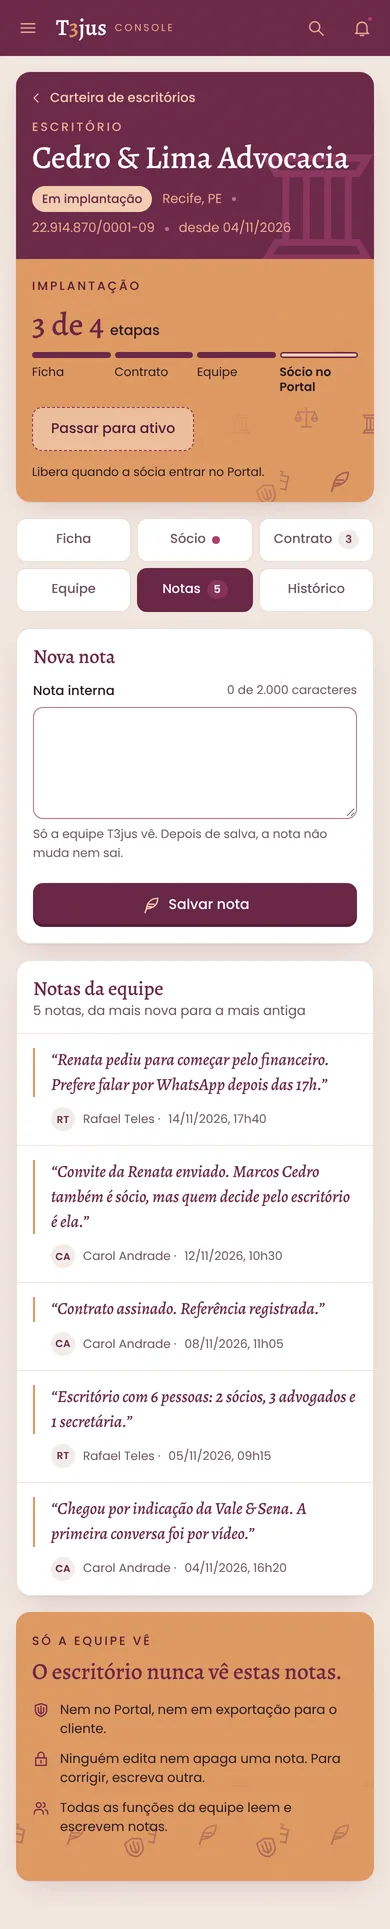 T3jus CONSOLE
Carteira de escritórios
ESCRITÓRIO
Cedro & Lima Advocacia
Em implantação Recife, PE •
22.914.870/0001-09 • desde 04/11/2026
IMPLANTAÇÃO
3 de 4 etapas
Ficha Contrato Equipe Sócio no
Portal
Passar para ativo
Libera quando a sócia entrar no Portal.
Ficha Sócio Contrato 3
Equipe Notas 5 Histórico
Nova nota
Nota interna 0 de 2.000 caracteres
Só a equipe T3jus vê. Depois de salva, a nota não
muda nem sai.
Salvar nota
Notas da equipe
5 notas, da mais nova para a mais antiga
“Renata pediu para começar pelo financeiro.
Prefere falar por WhatsApp depois das 17h.”
RT Rafael Teles · 14/11/2026, 17h40
“Convite da Renata enviado. Marcos Cedro
também é sócio, mas quem decide pelo escritório
é ela.”
CA Carol Andrade · 12/11/2026, 10h30
“Contrato assinado. Referência registrada.”
CA Carol Andrade · 08/11/2026, 11h05
“Escritório com 6 pessoas: 2 sócios, 3 advogados e
1 secretária.”
RT Rafael Teles · 05/11/2026, 09h15
“Chegou por indicação da Vale & Sena. A
primeira conversa foi por vídeo.”
CA Carol Andrade · 04/11/2026, 16h20
SÓ A EQUIPE VÊ
O escritório nunca vê estas notas.
Nem no Portal, nem em exportação para o
cliente.
Ninguém edita nem apaga uma nota. Para
corrigir, escreva outra.
Todas as funções da equipe leem e
escrevem notas.